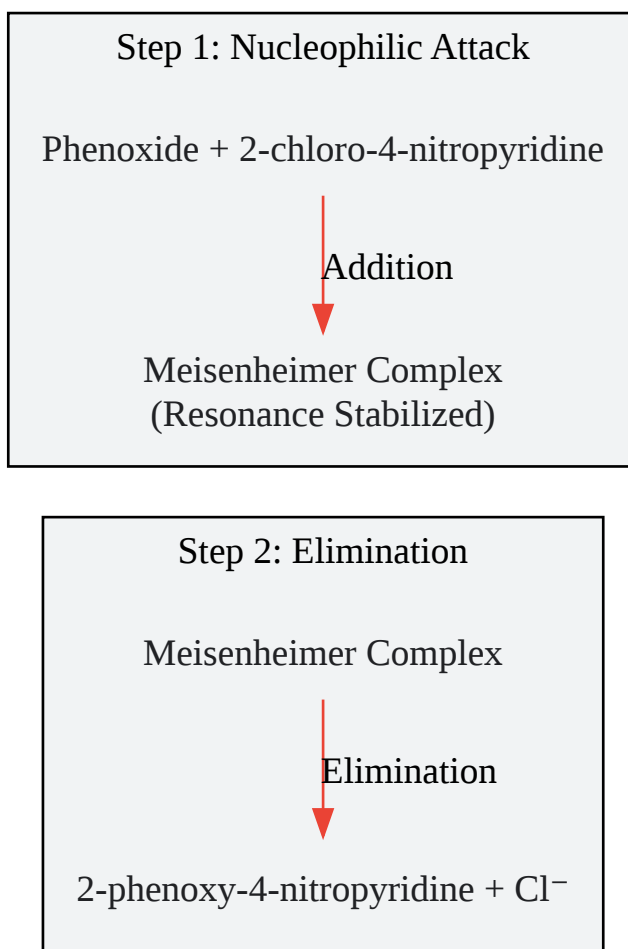 Step 1: Nucleophilic Attack
Phenoxide + 2-chloro-4-nitropyridine
Addition
Meisenheimer Complex
(Resonance Stabilized)
Step 2: Elimination
Meisenheimer Complex
Elimination
2-phenoxy-4-nitropyridine + Cl⁻